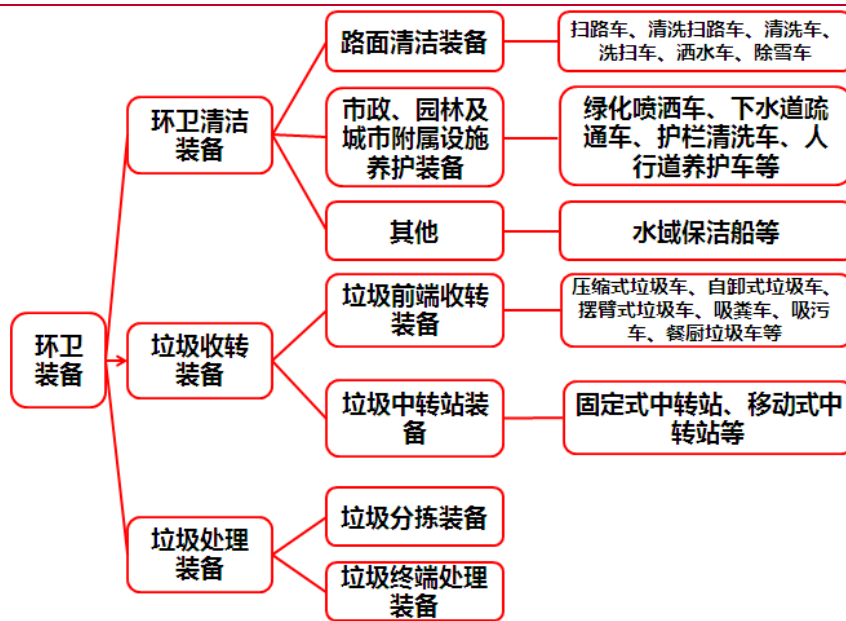 路面清洁装备
扫路车、清洗扫路车、清洗车、
洗扫车、洒水车、除雪车
环卫清洁
装备
市政、园林及
城市附属设施
养护装备
绿化喷洒车、下水道疏
通车、护栏清洗车、人
行道养护车等
其他
水域保洁船等
环卫
装备
垃圾收转
装备
垃圾前端收转
装备
压缩式垃圾车、自卸式垃圾车、
摆臂式垃圾车、吸粪车、吸污
车、餐厨垃圾车等
垃圾中转站装
备
固定式中转站、移动式中
转站等
垃圾处理
装备
垃圾分拣装备
垃圾终端处理
装备